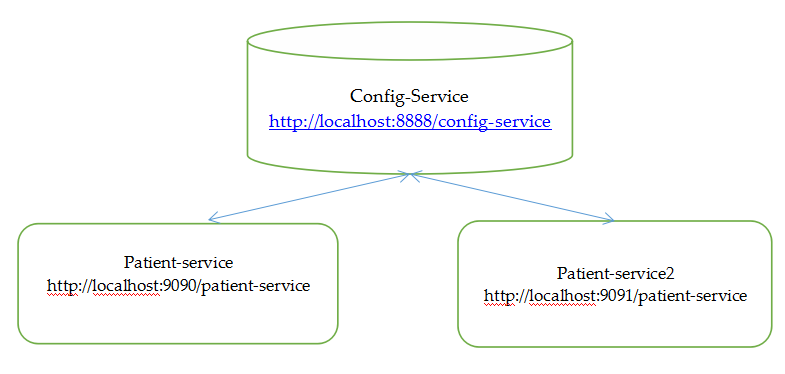 Config-Service
http://localhost:8888/config-service
Patient-service
http://localhost:9090/patient-service
Patient-service2
http://localhost:9091/patient-service